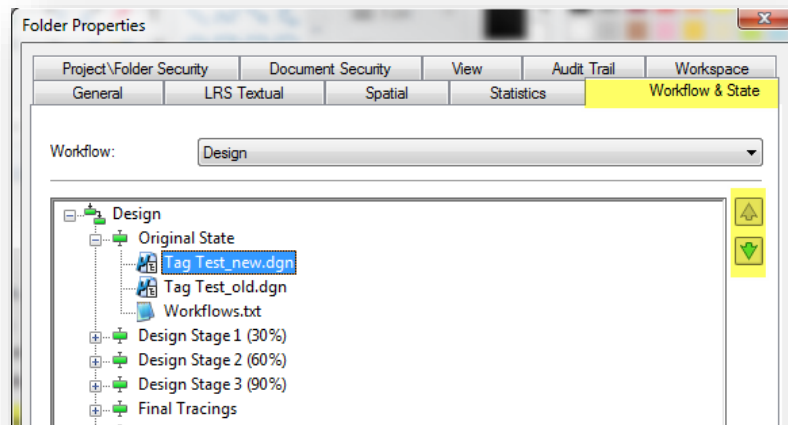 Folder Properties
Project\Folder Security Document Security View Audit Trail Workspace
General LRS Textual Spatial Statistics Workflow & State
Workflow: Design
Design
Original State
Tag Test_new.dgn
Tag Test_old.dgn
Workflows.txt
Design Stage 1 (30%)
Design Stage 2 (60%)
Design Stage 3 (90%)
Final Tracings